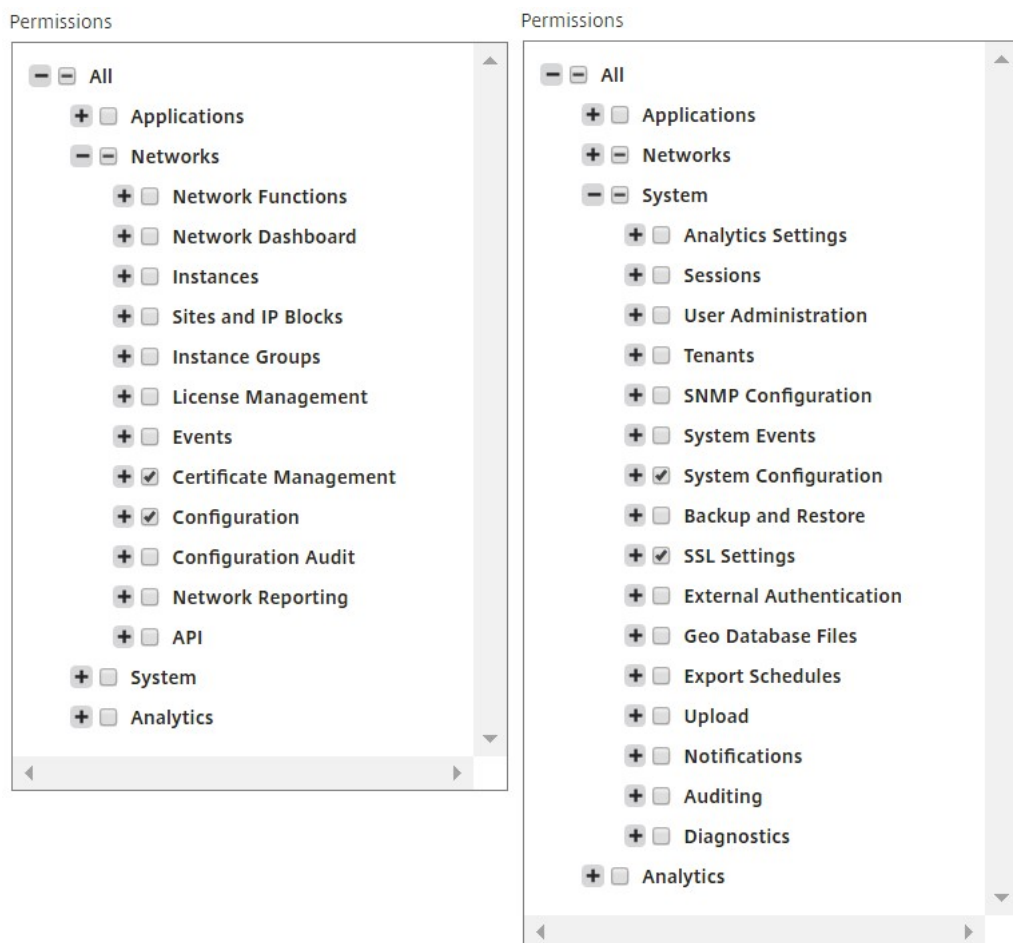 Permissions
All
Applications
Networks
Network Functions
Network Dashboard
Instances
Sites and IP Blocks
Instance Groups
License Management
Events
Certificate Management
Configuration
Configuration Audit
Network Reporting
API
System
Analytics
Permissions
All
Applications
Networks
System
Analytics Settings
Sessions
User Administration
Tenants
SNMP Configuration
System Events
System Configuration
Backup and Restore
SSL Settings
External Authentication
Geo Database Files
Export Schedules
Upload
Notifications
Auditing
Diagnostics
Analytics